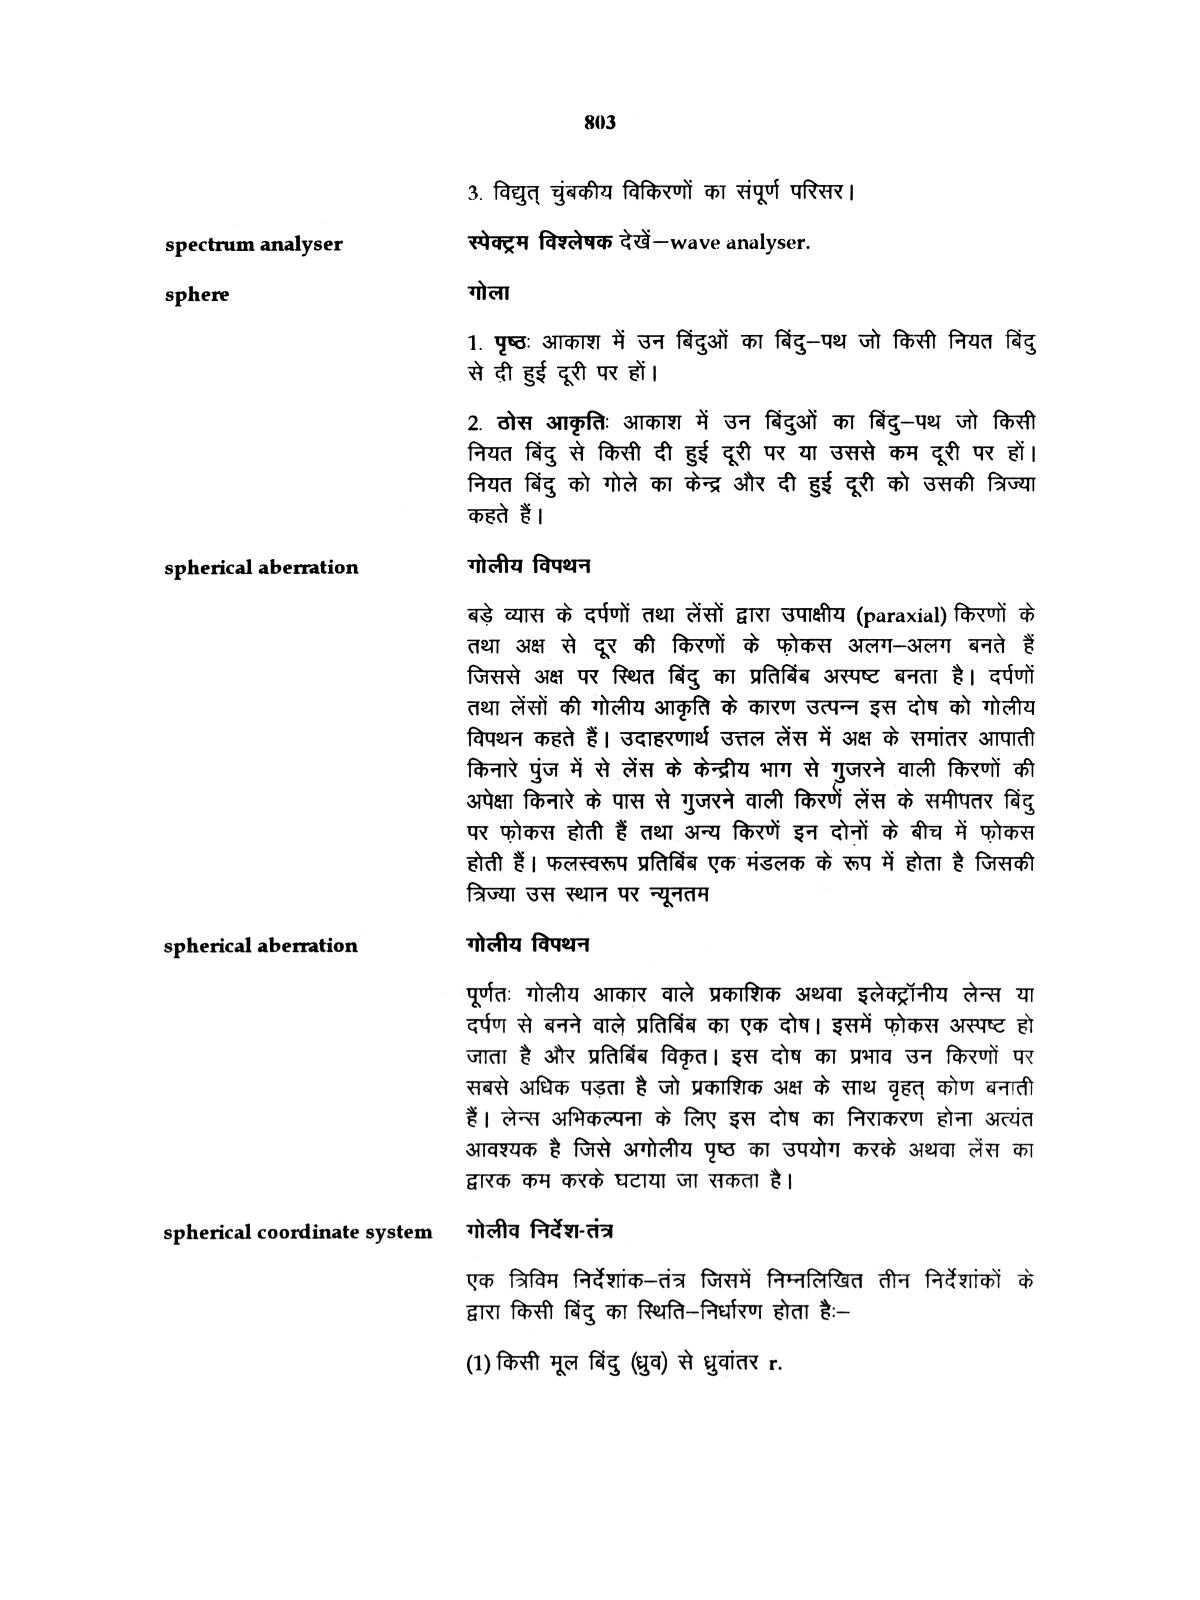 803
3. विद्युत् चुंबकीय विकिरणों का संपूर्ण परिसर।
spectrum analyser स्पेक्ट्रम विश्लेषक देखें–wave analyser.
sphere गोला
1. पृष्ठः आकाश में उन बिंदुओं का बिंदु–पथ जो किसी नियत बिंदु
से दी हुई दूरी पर हों।
2. ठोस आकृतिः आकाश में उन बिंदुओं का बिंदु–पथ जो किसी
नियत बिंदु से किसी दी हुई दूरी पर या उससे कम दूरी पर हों।
नियत बिंदु को गोले का केन्द्र और दी हुई दूरी को उसकी त्रिज्या
कहते हैं।
spherical aberration गोलीय विपथन
बड़े व्यास के दर्पणों तथा लेंसों द्वारा उपाक्षीय (paraxial) किरणों के
तथा अक्ष से दूर की किरणों के फ़ोकस अलग–अलग बनते हैं
जिससे अक्ष पर स्थित बिंदु का प्रतिबिंब अस्पष्ट बनता है। दर्पणों
तथा लेंसों की गोलीय आकृति के कारण उत्पन्न इस दोष को गोलीय
विपथन कहते हैं। उदाहरणार्थ उत्तल लेंस में अक्ष के समांतर आपाती
किनारे पुंज में से लेंस के केन्द्रीय भाग से गुजरने वाली किरणों की
अपेक्षा किनारे के पास से गुजरने वाली किरणें लेंस के समीपतर बिंदु
पर फ़ोकस होती हैं तथा अन्य किरणें इन दोनों के बीच में फ़ोकस
होती हैं। फलस्वरूप प्रतिबिंब एक मंडलक के रूप में होता है जिसकी
त्रिज्या उस स्थान पर न्यूनतम
spherical aberration गोलीय विपथन
पूर्णतः गोलीय आकार वाले प्रकाशिक अथवा इलेक्ट्रॉनीय लेन्स या
दर्पण से बनने वाले प्रतिबिंब का एक दोष। इसमें फ़ोकस अस्पष्ट हो
जाता है और प्रतिबिंब विकृत। इस दोष का प्रभाव उन किरणों पर
सबसे अधिक पड़ता है जो प्रकाशिक अक्ष के साथ वृहत् कोण बनाती
हैं। लेन्स अभिकल्पना के लिए इस दोष का निराकरण होना अत्यंत
आवश्यक है जिसे अगोलीय पृष्ठ का उपयोग करके अथवा लेंस का
द्वारक कम करके घटाया जा सकता है।
spherical coordinate system गोलीव निर्देश-तंत्र
एक त्रिविम निर्देशांक–तंत्र जिसमें निम्नलिखित तीन निर्देशांकों के
द्वारा किसी बिंदु का स्थिति–निर्धारण होता हैः–
(1) किसी मूल बिंदु (ध्रुव) से ध्रुवांतर r.